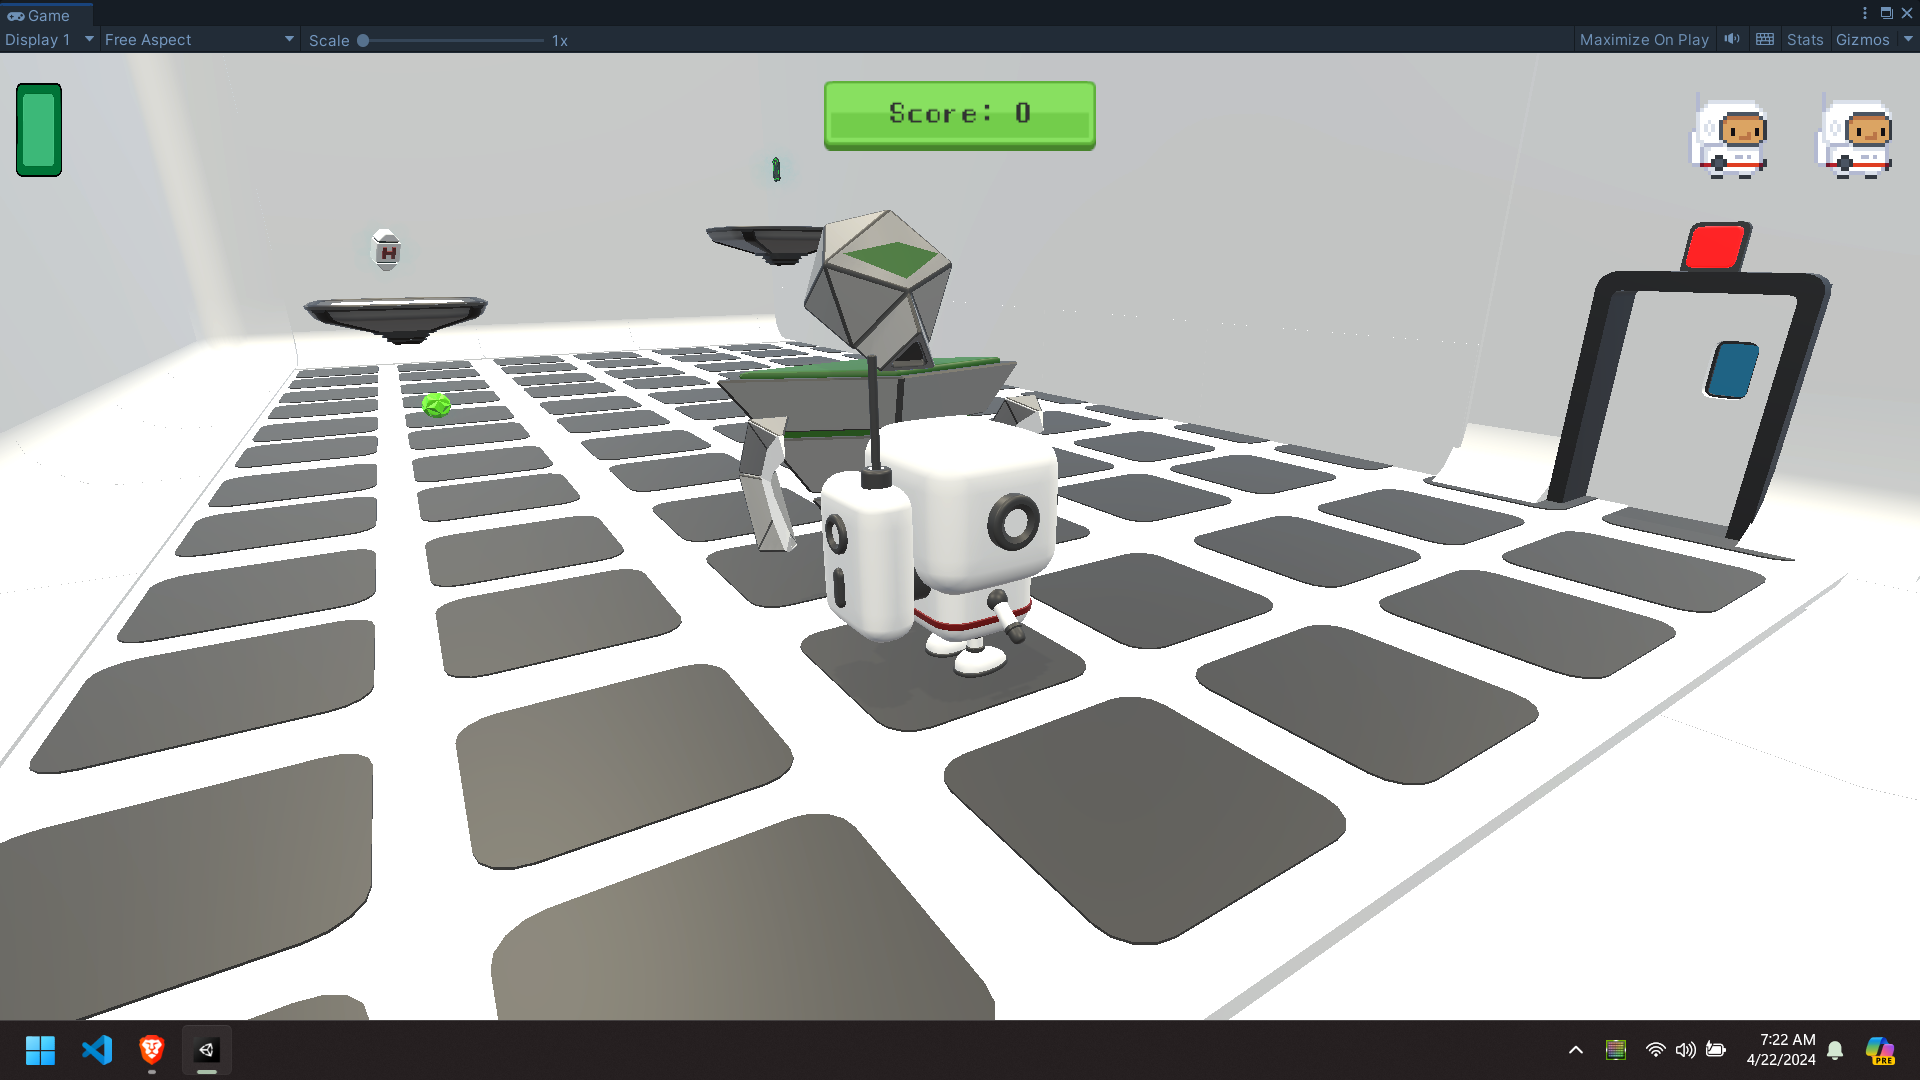 Game
Display 1 Free Aspect Scale 1x Maximize On Play Stats Gizmos
Score: 0
H
7:22 AM
4/22/2024
PRE